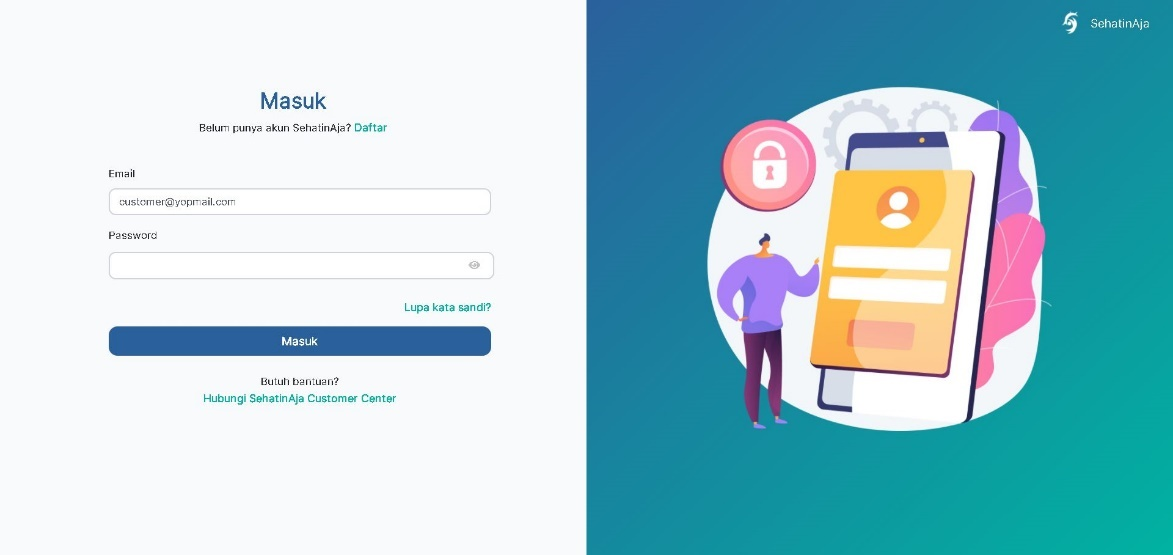 SehatinAja
Masuk
Belum punya akun SehatinAja? Daftar
Email
customer@yopmail.com
Password
Lupa kata sandi?
Masuk
Butuh bantuan?
Hubungi SehatinAja Customer Center